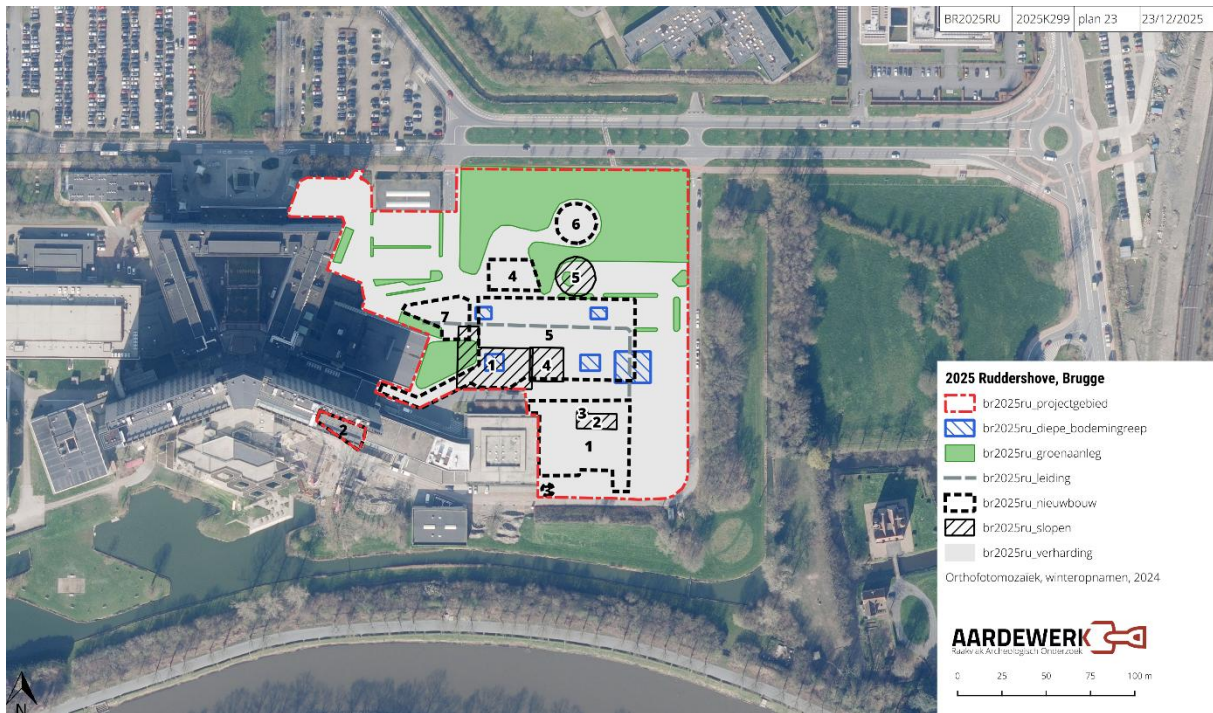 BR2025RU 2025K299 plan 23 23/12/2025
6
4
5
7
5
1
4
3
2
2
1
3
2025 Ruddershove, Brugge
br2025ru_projectgebied
br2025ru_diepe_bodemingreep
br2025ru_groenaanleg
br2025ru_leiding
br2025ru_nieuwbouw
br2025ru_slopen
br2025ru_verharding
Orthofotomozaïek, winteropnamen, 2024
AARDEWERK
Raakvlak Archeologisch Onderzoek
0 25 50 75 100 m
N